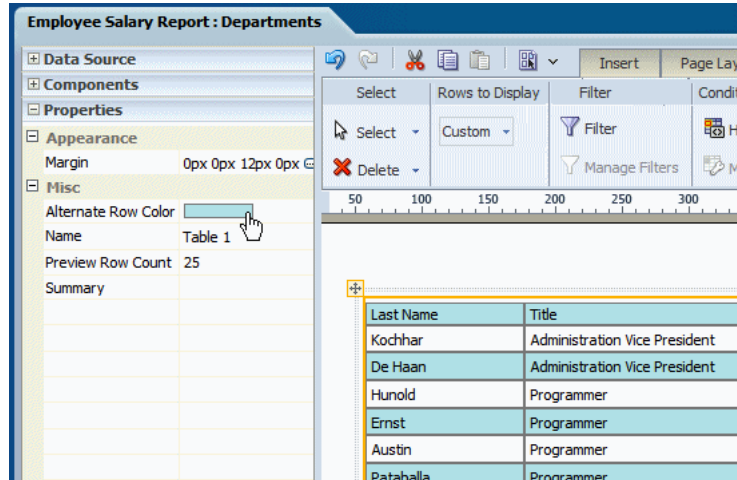 Employee Salary Report : Departments
Data Source
Components
Properties
Appearance
Margin 0px 0px 12px 0px
Misc
Alternate Row Color
Name Table 1
Preview Row Count 25
Summary
Insert Page Lay
Select Rows to Display Filter Condi
Select Custom Filter H
Delete Manage Filters M
50 100 150 200 250 300
Last Name Title
Kochhar Administration Vice President
De Haan Administration Vice President
Hunold Programmer
Ernst Programmer
Austin Programmer
Pataballa Programmer